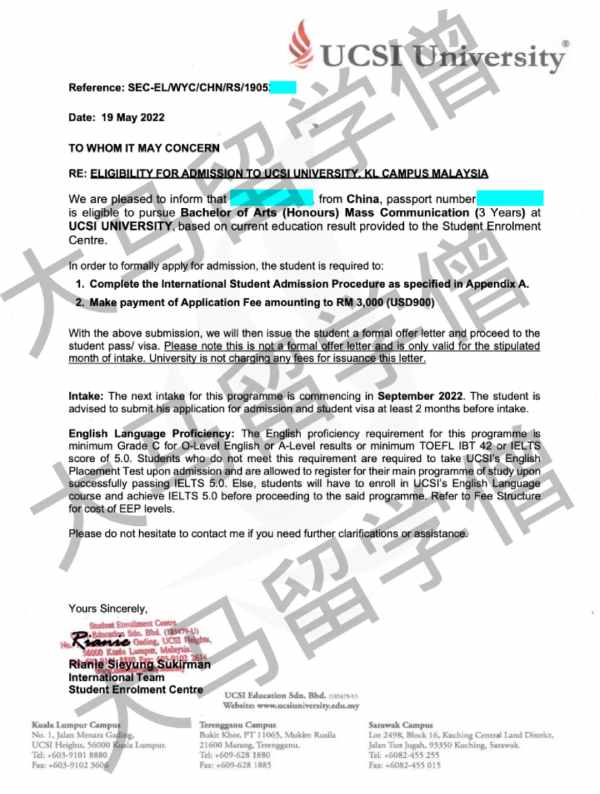 UCSI University®
Reference: SEC-EL/WYC/CHN/RS/1905
Date: 19 May 2022
TO WHOM IT MAY CONCERN
RE: ELIGIBILITY FOR ADMISSION TO UCSI UNIVERSITY, KL CAMPUS MALAYSIA
We are pleased to inform that from China, passport number
is eligible to pursue Bachelor of Arts (Honours) Mass Communication (3 Years) at
UCSI UNIVERSITY, based on current education result provided to the Student Enrolment
Centre.
In order to formally apply for admission, the student is required to:
1. Complete the International Student Admission Procedure as specified in Appendix A.
2. Make payment of Application Fee amounting to RM 3,000 (USD900)
With the above submission, we will then issue the student a formal offer letter and proceed to the
student pass/ visa. Please note this is not a formal offer letter and is only valid for the stipulated
month of intake. University is not charging any fees for issuance this letter.
Intake: The next intake for this programme is commencing in September 2022. The student is
advised to submit his application for admission and student visa at least 2 months before intake.
English Language Proficiency: The English proficiency requirement for this programme is
minimum Grade C for O-Level English or A-Level results or minimum TOEFL IBT 42 or IELTS
score of 5.0. Students who do not meet this requirement are required to take UCSI's English
Placement Test upon admission and are allowed to register for their main programme of study upon
successfully passing IELTS 5.0. Else, students will have to enroll in UCSI's English Language
course and achieve IELTS 5.0 before proceeding to the said programme. Refer to Fee Structure
for cost of EEP levels.
Please do not hesitate to contact me if you need further clarifications or assistance.
Yours Sincerely,
Student Enrolment Centre
Education Sdn. Bhd. (185479-U)
Gading, UCSI Heights,
56000 Kuala Lumpur, Malaysia.
Rianie
Rianie Sieyung Sukirman
International Team
Student Enrolment Centre
UCSI Education Sdn. Bhd. (185479-U)
Website: www.ucsiuniversity.edu.my
Kuala Lumpur Campus
No. 1, Jalan Menara Gading,
UCSI Heights, 56000 Kuala Lumpur.
Tel: +603-9101 8880
Fax: +603-9102 3606
Terengganu Campus
Bukit Khor, PT 11065, Mukim Rusila
21600 Marang, Terengganu.
Tel: +609-628 1880
Fax: +609-628 1885
Sarawak Campus
Lot 2498, Block 16, Kuching Central Land District,
Jalan Tun Jugah, 93350 Kuching, Sarawak.
Tel: +6082-455 255
Fax: +6082-455 015
大马留学僧
大马留学僧
大马留学僧